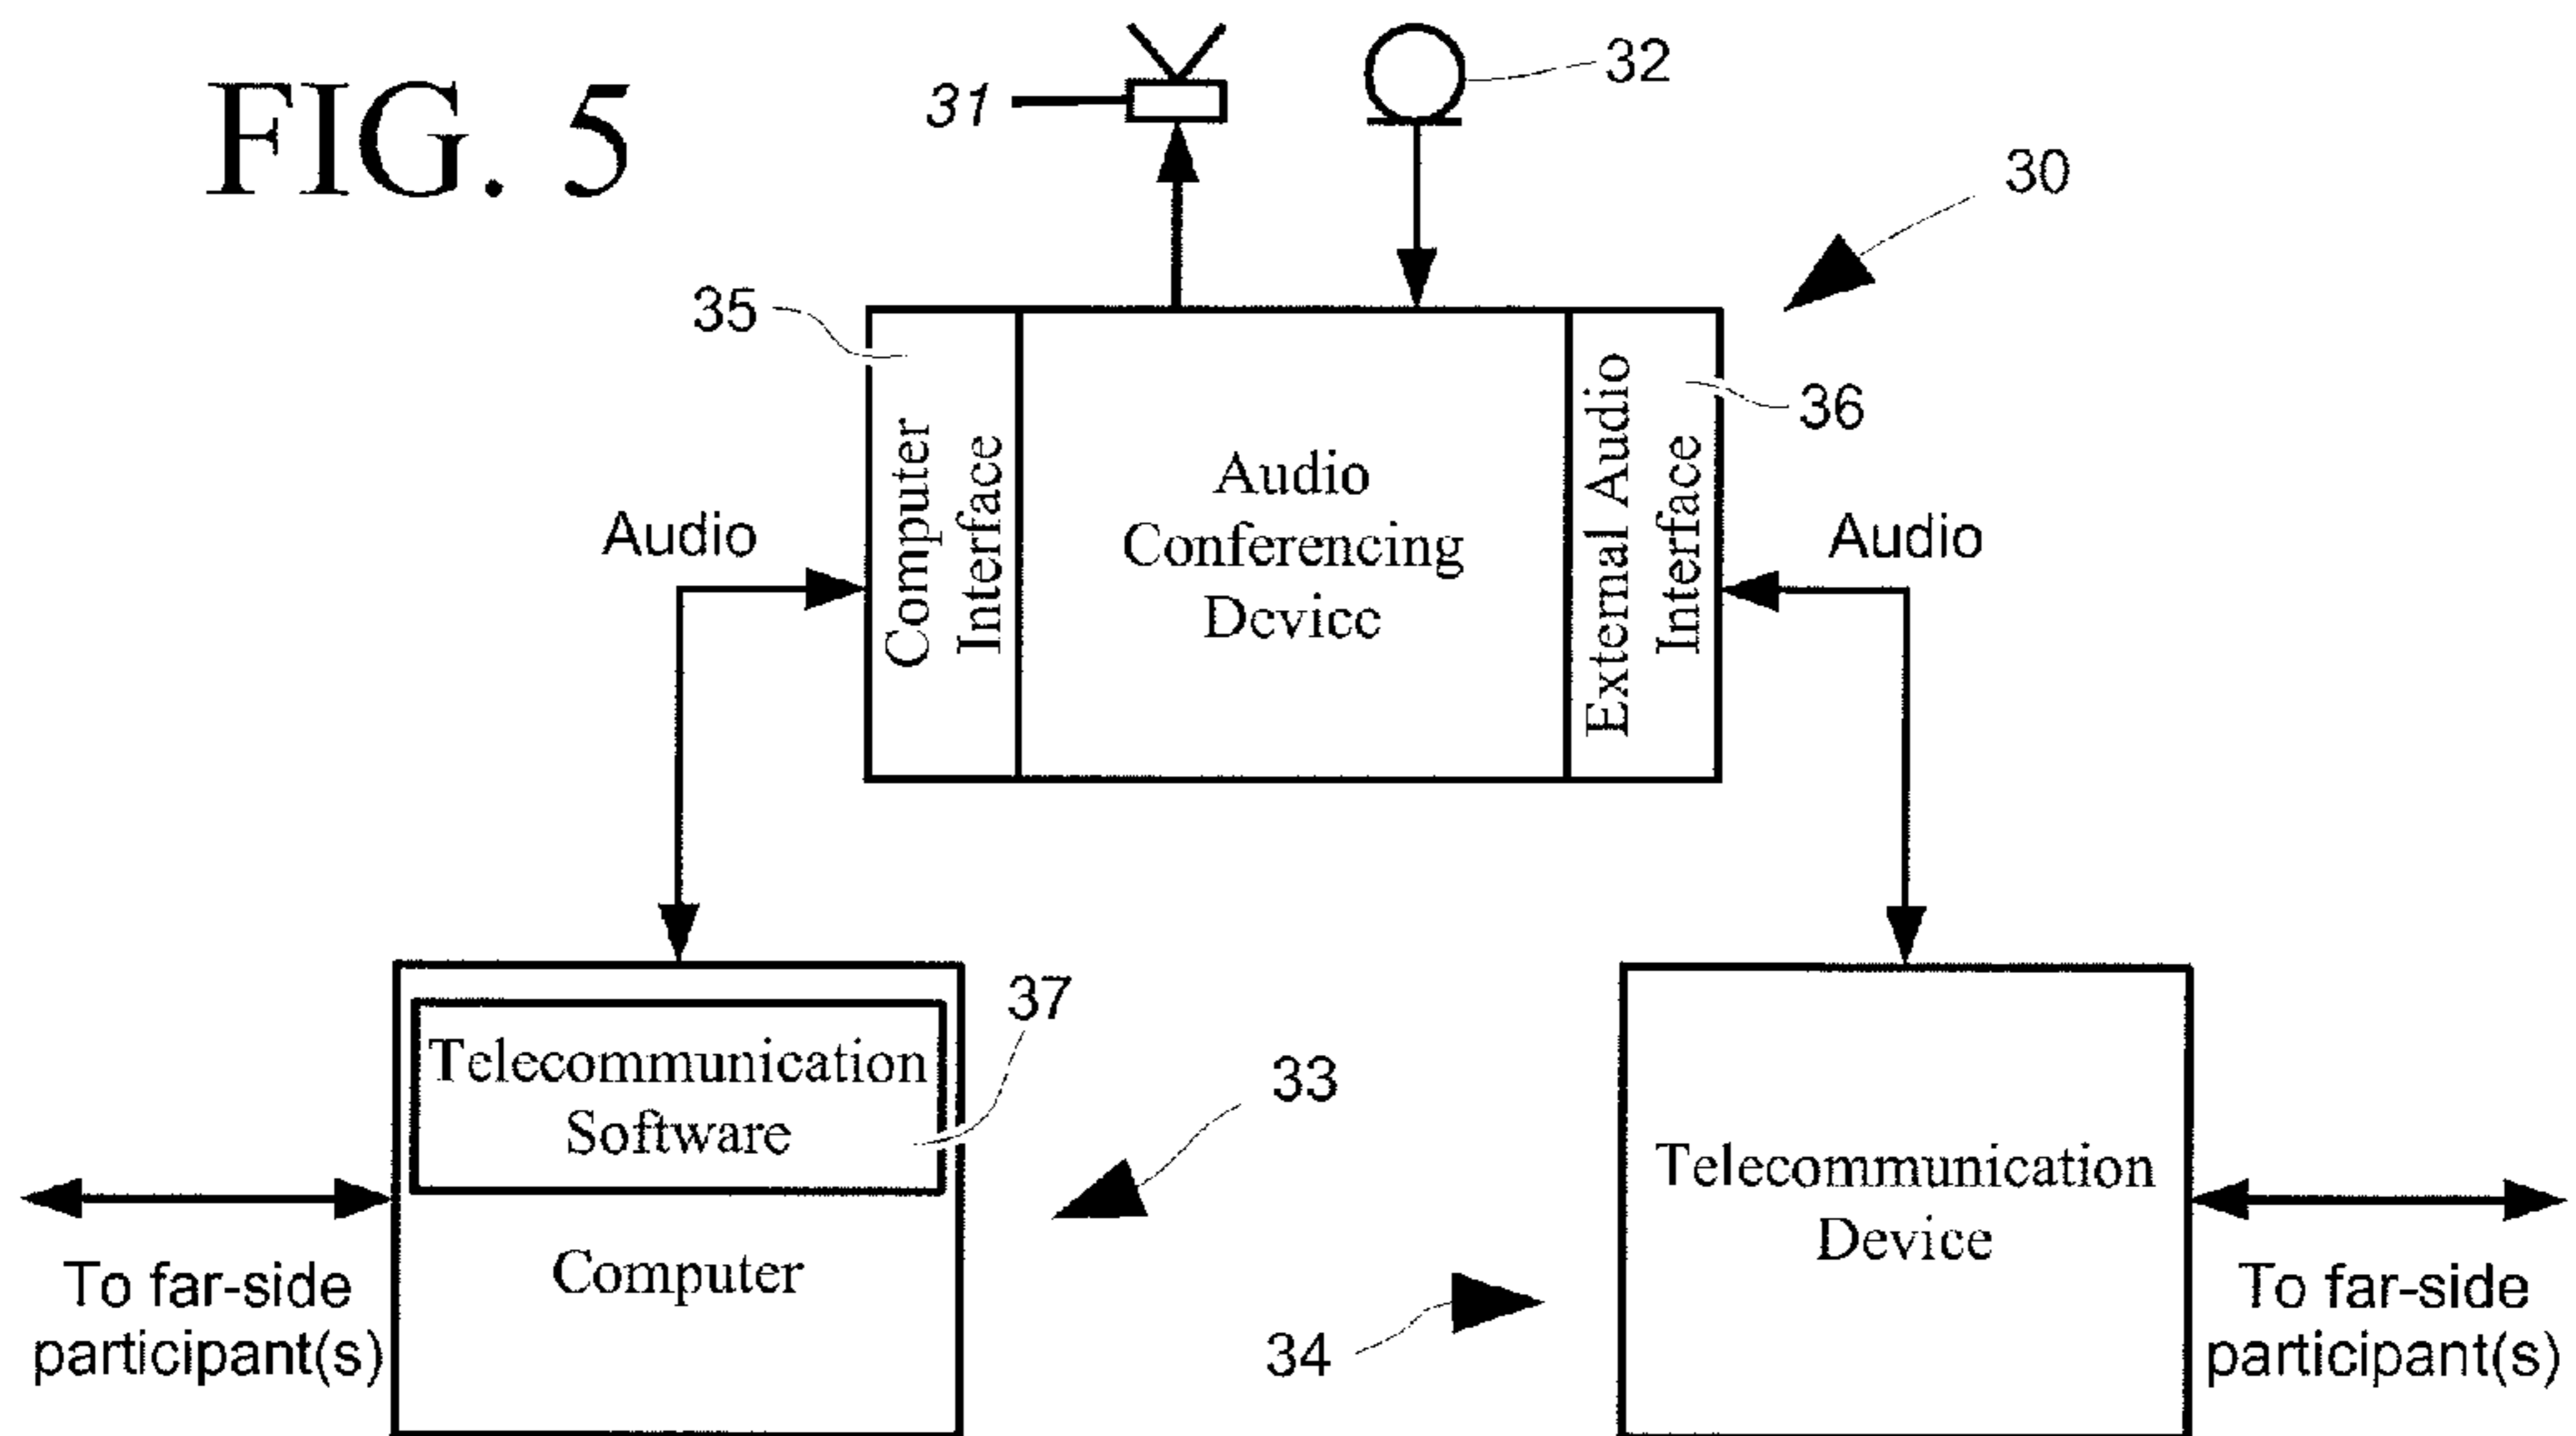 FIG. 5
31
32
30
35
36
Computer
Interface
Audio
Conferencing
Device
External Audio
Interface
Audio
Audio
Telecommunication
Software
37
33
Computer
To far-side
participant(s)
Telecommunication
Device
34
To far-side
participant(s)